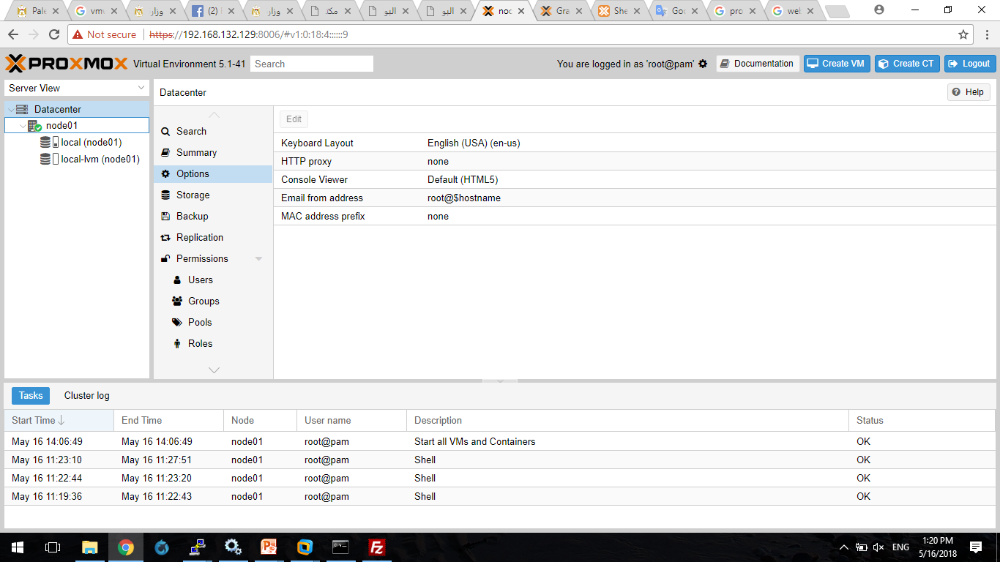 Pale
vmv
وزار
(2) F
وزار
مكت
البو
البو
noc
Gra
She
Goc
pro
wel
Not secure https://192.168.132.129:8006/#v1:0:18:4::::::9
PROXMOX Virtual Environment 5.1-41 Search You are logged in as 'root@pam' Documentation Create VM Create CT Logout
Server View
Datacenter
node01
local (node01)
local-lvm (node01)
Datacenter Help
Search
Summary
Options
Storage
Backup
Replication
Permissions
Users
Groups
Pools
Roles
Edit
Keyboard Layout English (USA) (en-us)
HTTP proxy none
Console Viewer Default (HTML5)
Email from address root@$hostname
MAC address prefix none
Tasks Cluster log
Start Time End Time Node User name Description Status
May 16 14:06:49 May 16 14:06:49 node01 root@pam Start all VMs and Containers OK
May 16 11:23:10 May 16 11:27:51 node01 root@pam Shell OK
May 16 11:22:44 May 16 11:23:20 node01 root@pam Shell OK
May 16 11:19:36 May 16 11:22:43 node01 root@pam Shell OK
ENG
1:20 PM
5/16/2018